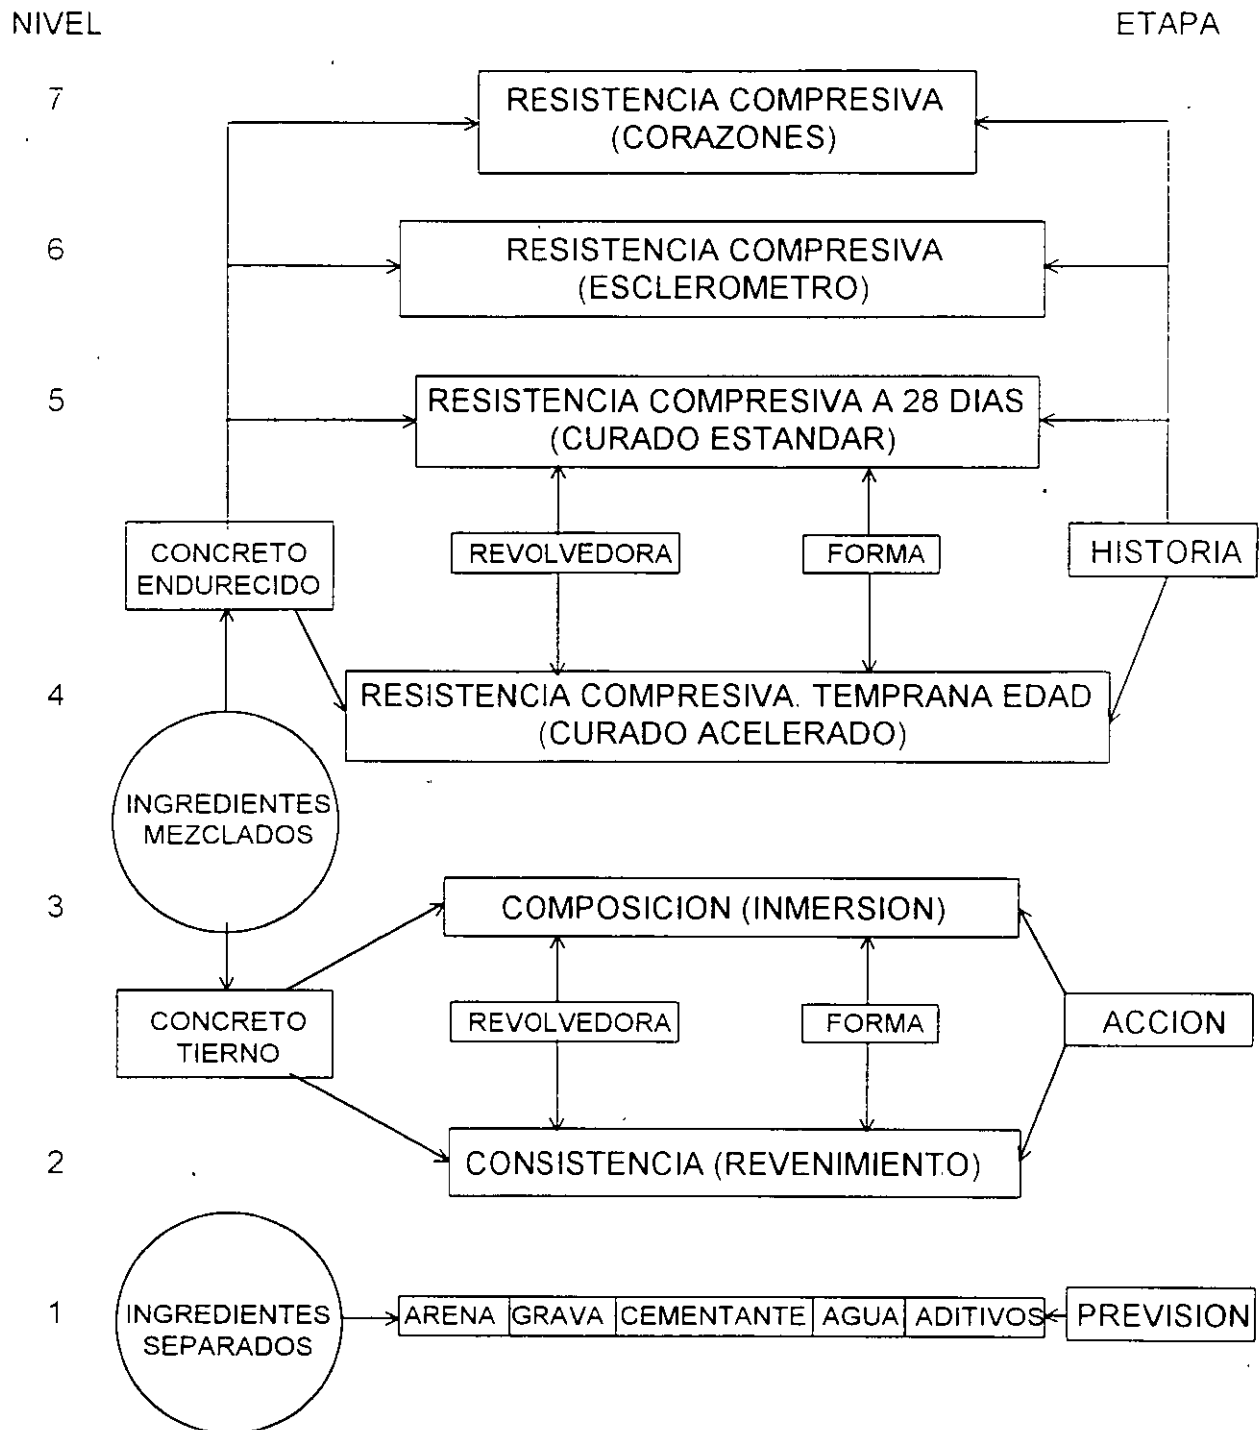 NIVEL
ETAPA
7
RESISTENCIA COMPRESIVA
(CORAZONES)
6
RESISTENCIA COMPRESIVA
(ESCLEROMETRO)
5
RESISTENCIA COMPRESIVA A 28 DIAS
(CURADO ESTANDAR)
CONCRETO
ENDURECIDO
REVOLVEDORA
FORMA
HISTORIA
4
RESISTENCIA COMPRESIVA. TEMPRANA EDAD
(CURADO ACELERADO)
INGREDIENTES
MEZCLADOS
3
COMPOSICION (INMERSION)
CONCRETO
TIERNO
REVOLVEDORA
FORMA
ACCION
2
CONSISTENCIA (REVENIMIENTO)
1
INGREDIENTES
SEPARADOS
ARENA GRAVA CEMENTANTE AGUA ADITIVOS
PREVISION